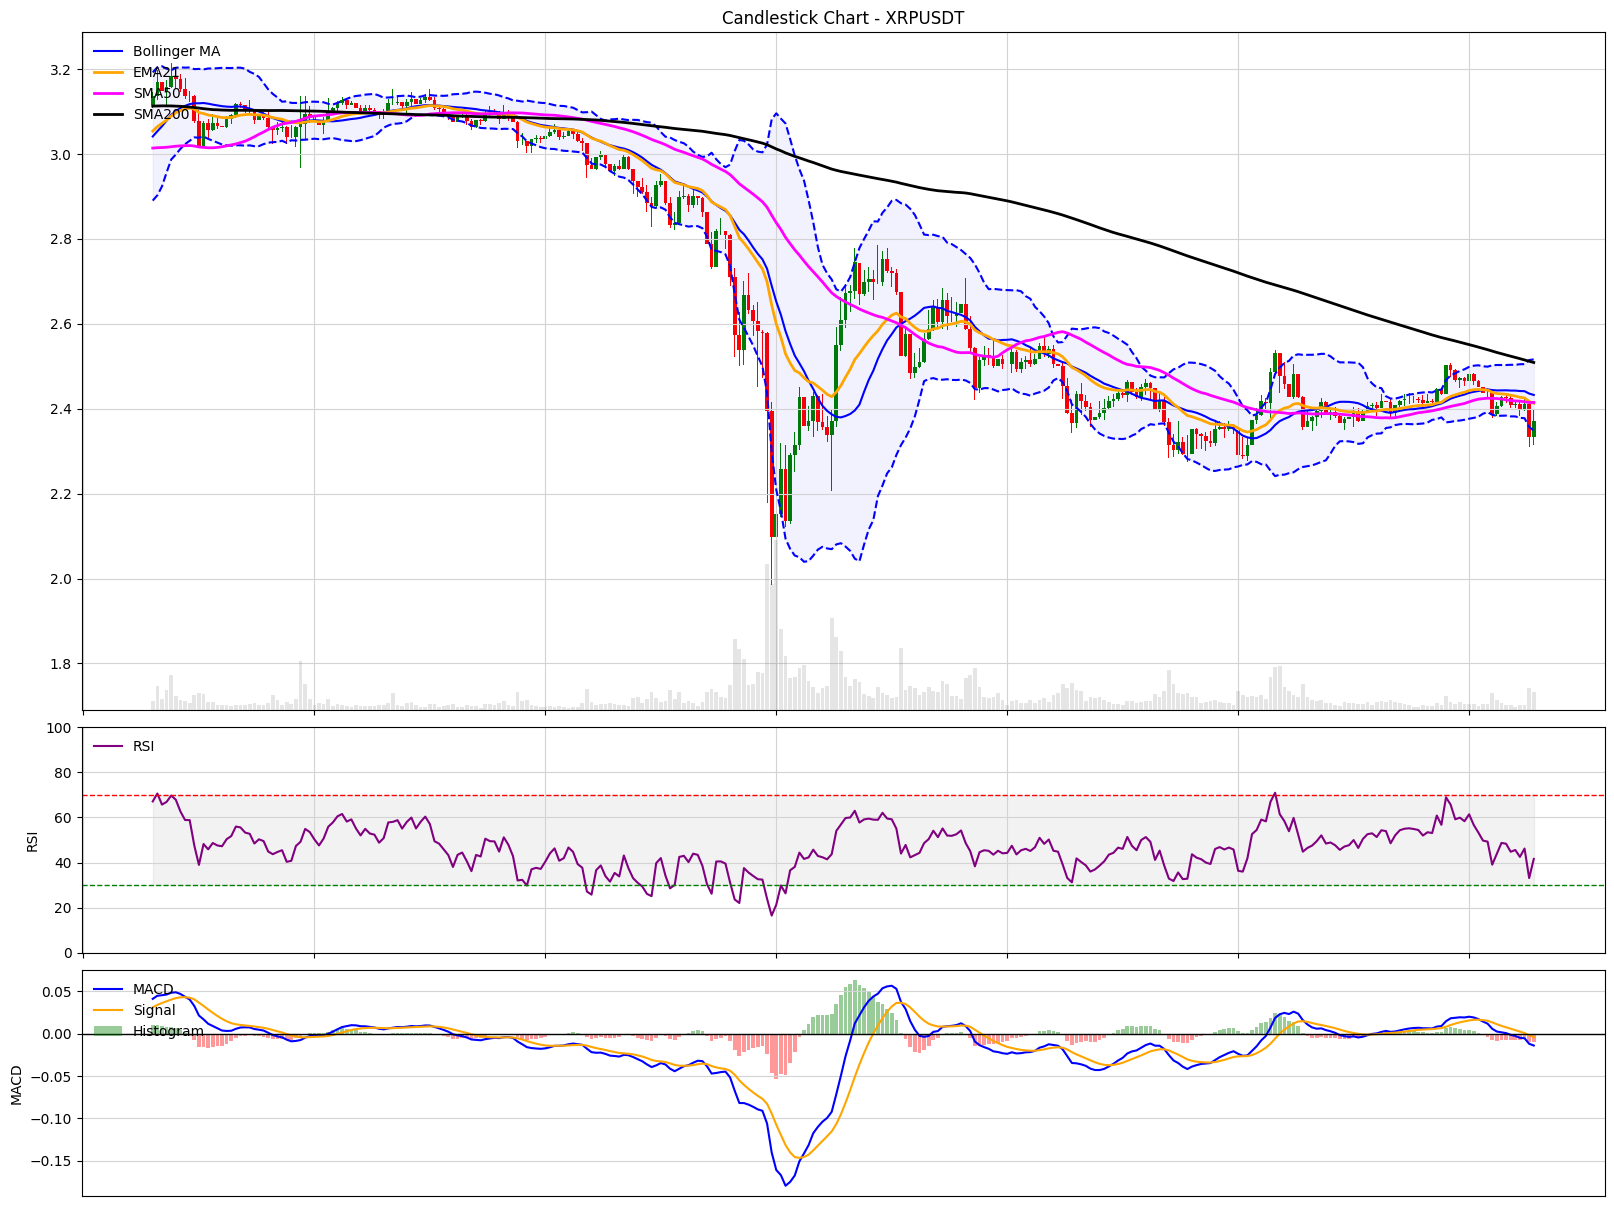 Candlestick Chart - XRPUSDT
Bollinger MA
EMA21
SMA50
SMA200
3.2
3.0
2.8
2.6
2.4
2.2
2.0
1.8
RSI
100
80
60
40
20
0
RSI
MACD
Signal
Histogram
0.05
0.00
−0.05
−0.10
−0.15
MACD